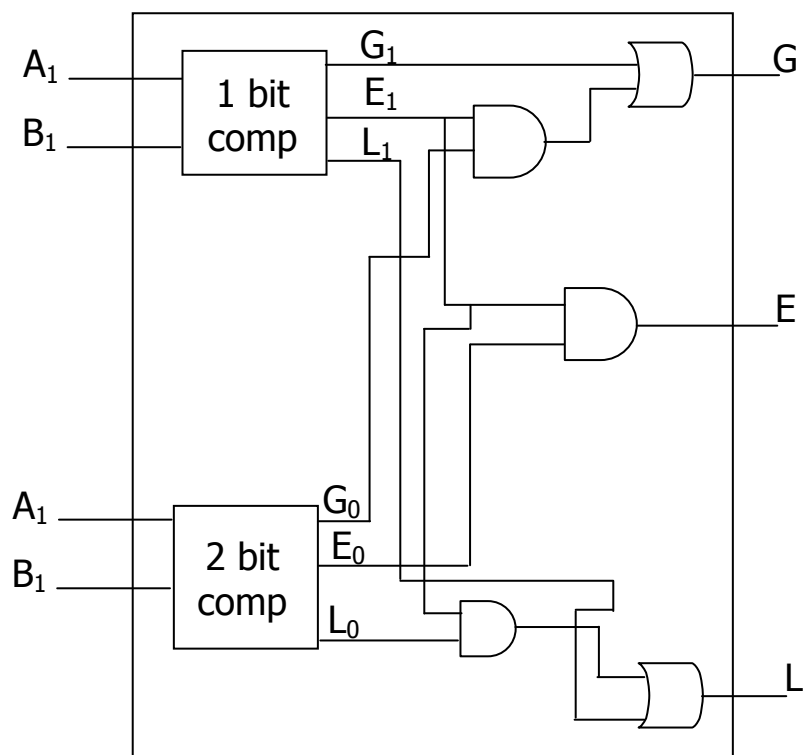 G₁
G
A₁
1 bit
comp
E₁
B₁
L₁
E
A₁
G₀
2 bit
comp
E₀
B₁
L₀
L